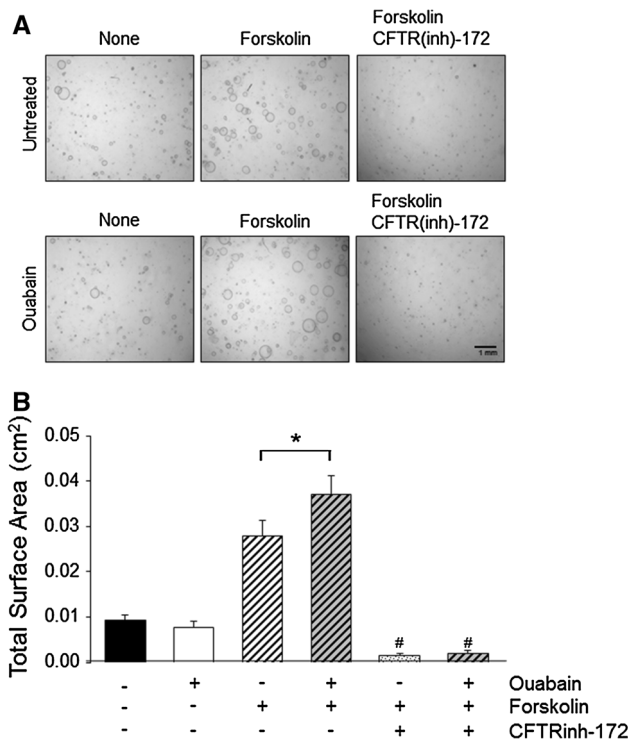 A
None
Forskolin
Forskolin
CFTR(inh)-172
Untreated
None
Forskolin
Forskolin
CFTR(inh)-172
Ouabain
1 mm
B
Total Surface Area (cm²)
0.05
0.04
0.03
0.02
0.01
0.00
*
# #
- + - + - + Ouabain
- - + + + + Forskolin
- - - - + + CFTRinh-172